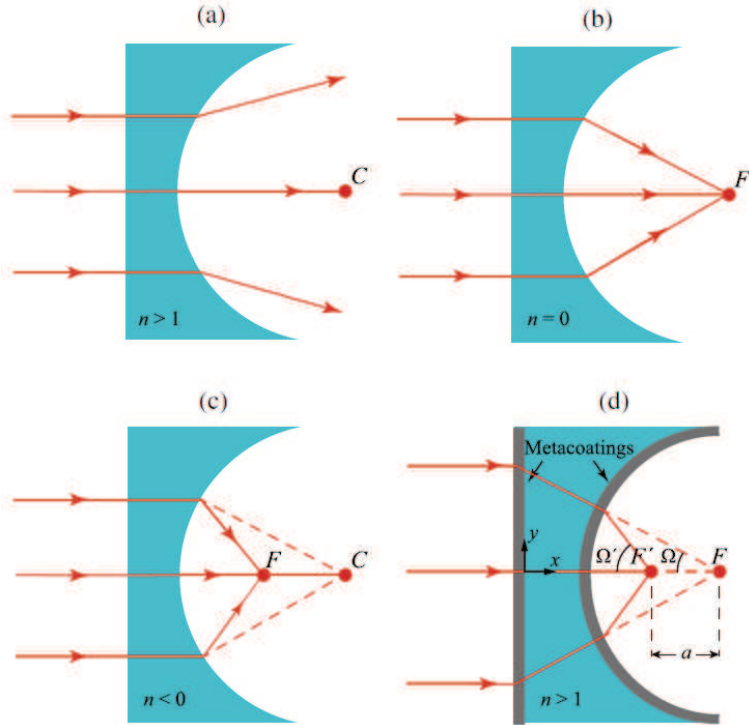 (a)
C
n > 1
(b)
F
n = 0
(c)
F
C
n < 0
(d)
Metacoatings
y
x
Ω′
F′
Ω
F
a
n > 1